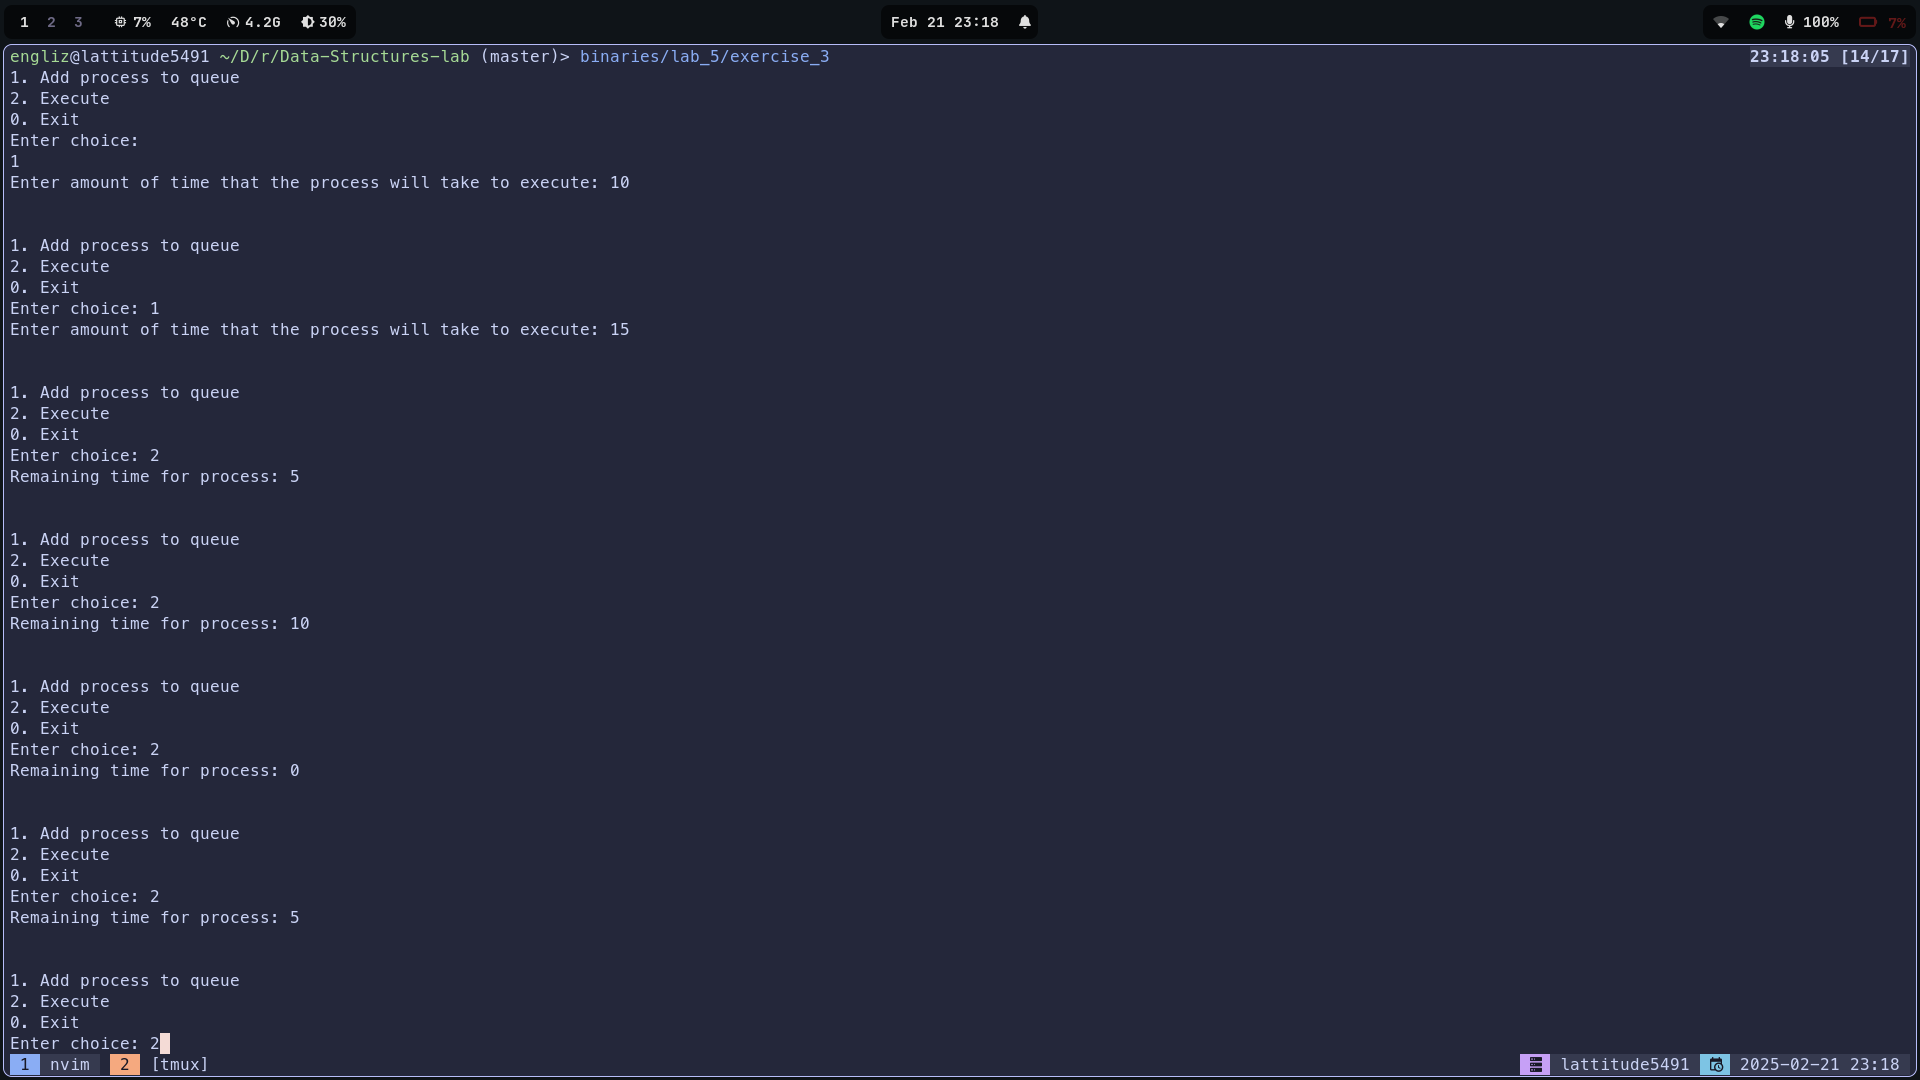 1 2 3 7% 48°C 4.2G 30% Feb 21 23:18 100% 7%
engliz@lattitude5491 ~/D/r/Data-Structures-lab (master)> binaries/lab_5/exercise_3 23:18:05 [14/17]
1. Add process to queue
2. Execute
0. Exit
Enter choice:
1
Enter amount of time that the process will take to execute: 10
1. Add process to queue
2. Execute
0. Exit
Enter choice: 1
Enter amount of time that the process will take to execute: 15
1. Add process to queue
2. Execute
0. Exit
Enter choice: 2
Remaining time for process: 5
1. Add process to queue
2. Execute
0. Exit
Enter choice: 2
Remaining time for process: 10
1. Add process to queue
2. Execute
0. Exit
Enter choice: 2
Remaining time for process: 0
1. Add process to queue
2. Execute
0. Exit
Enter choice: 2
Remaining time for process: 5
1. Add process to queue
2. Execute
0. Exit
Enter choice: 2
1 nvim 2 [tmux] lattitude5491 2025-02-21 23:18